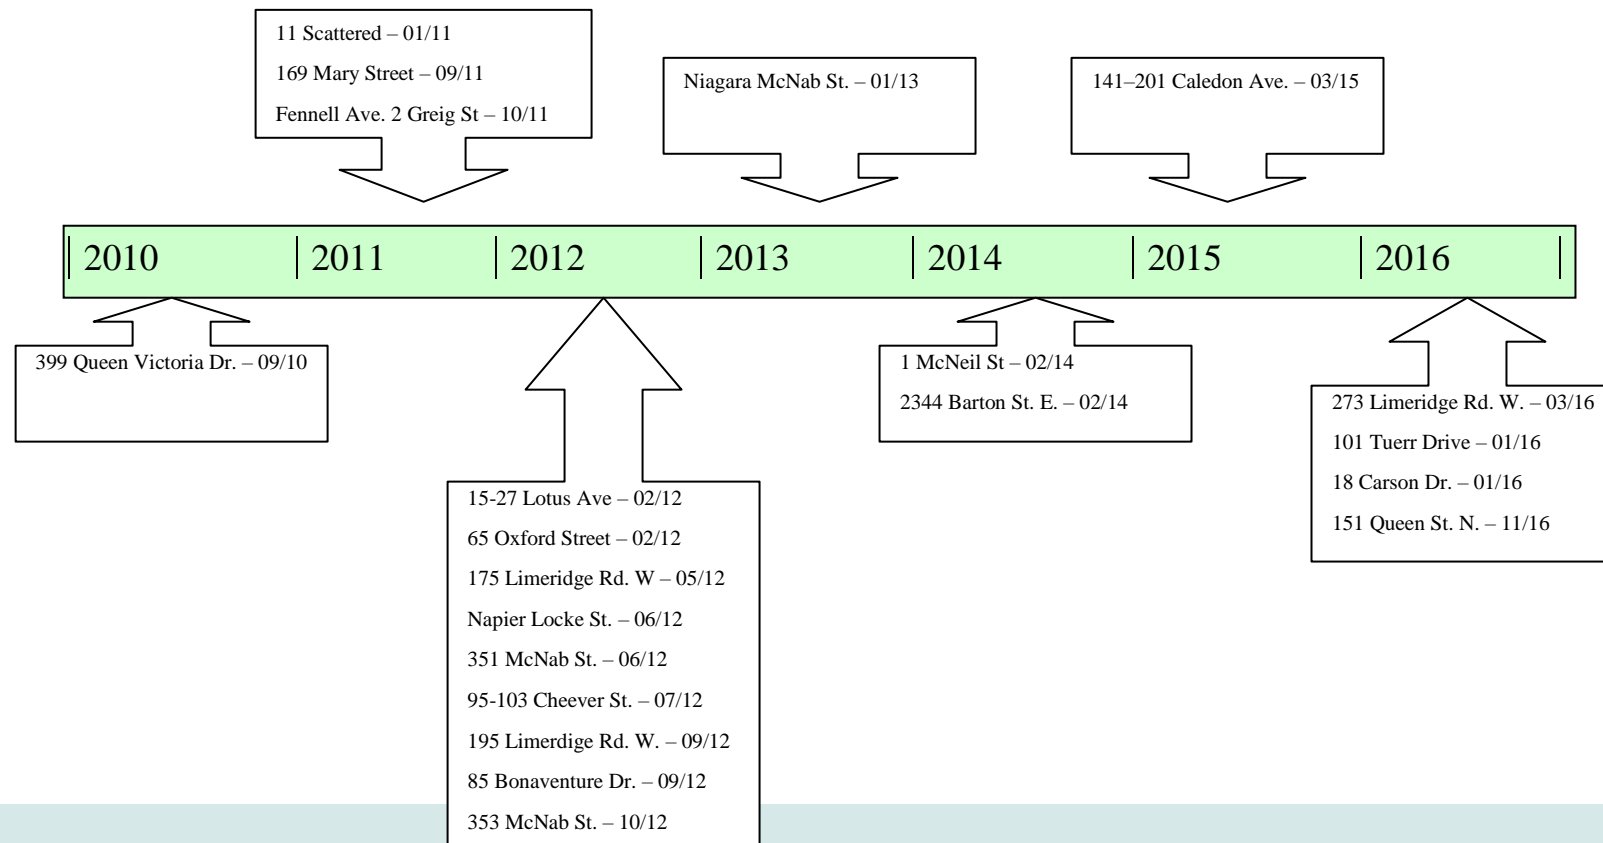 11 Scattered – 01/11
169 Mary Street – 09/11
Fennell Ave. 2 Greig St – 10/11
Niagara McNab St. – 01/13
141–201 Caledon Ave. – 03/15
2010 2011 2012 2013 2014 2015 2016
399 Queen Victoria Dr. – 09/10
15-27 Lotus Ave – 02/12
65 Oxford Street – 02/12
175 Limeridge Rd. W – 05/12
Napier Locke St. – 06/12
351 McNab St. – 06/12
95-103 Cheever St. – 07/12
195 Limerdige Rd. W. – 09/12
85 Bonaventure Dr. – 09/12
353 McNab St. – 10/12
1 McNeil St – 02/14
2344 Barton St. E. – 02/14
273 Limeridge Rd. W. – 03/16
101 Tuerr Drive – 01/16
18 Carson Dr. – 01/16
151 Queen St. N. – 11/16